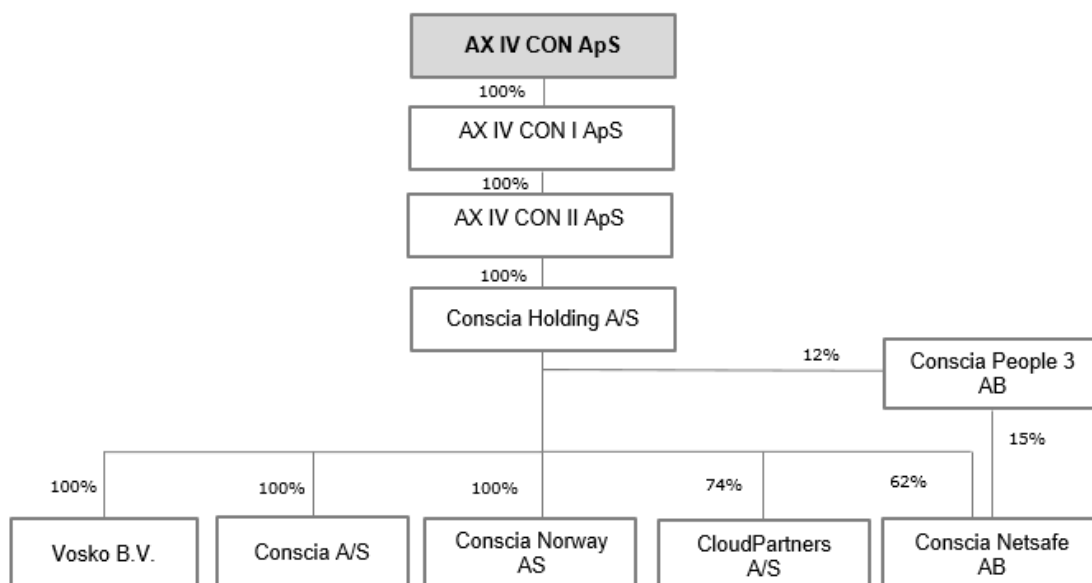 AX IV CON ApS
100%
AX IV CON I ApS
100%
AX IV CON II ApS
100%
Conscia Holding A/S
12%
Conscia People 3
AB
15%
100%
100%
100%
74%
62%
Vosko B.V.
Conscia A/S
Conscia Norway
AS
CloudPartners
A/S
Conscia Netsafe
AB